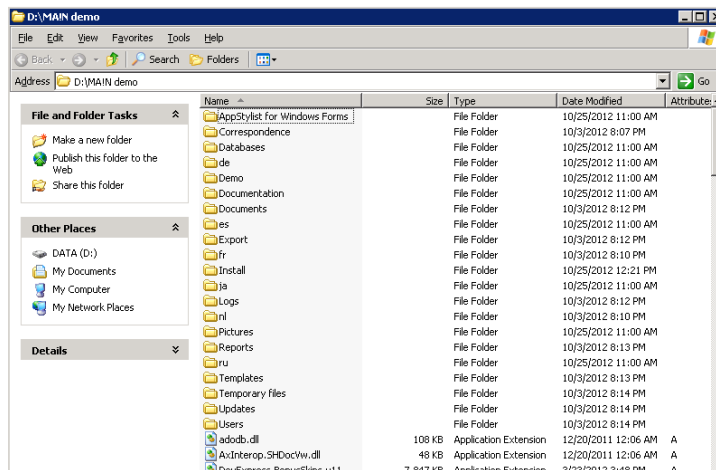 D:\MAIN demo
File Edit View Favorites Tools Help
Back Search Folders
Address D:\MAIN demo Go
File and Folder Tasks
Make a new folder
Publish this folder to the
Web
Share this folder
Other Places
DATA (D:)
My Documents
My Computer
My Network Places
Details
Name Size Type Date Modified Attributes
AppStylist for Windows Forms File Folder 10/25/2012 11:00 AM
Correspondence File Folder 10/3/2012 8:07 PM
Databases File Folder 10/25/2012 11:00 AM
de File Folder 10/25/2012 11:00 AM
Demo File Folder 10/25/2012 11:00 AM
Documentation File Folder 10/25/2012 11:00 AM
Documents File Folder 10/3/2012 8:12 PM
es File Folder 10/25/2012 11:00 AM
Export File Folder 10/3/2012 8:12 PM
fr File Folder 10/3/2012 8:10 PM
Install File Folder 10/25/2012 12:21 PM
ja File Folder 10/25/2012 11:00 AM
Logs File Folder 10/3/2012 8:12 PM
nl File Folder 10/3/2012 8:10 PM
Pictures File Folder 10/25/2012 11:00 AM
Reports File Folder 10/3/2012 8:13 PM
ru File Folder 10/25/2012 11:00 AM
Templates File Folder 10/3/2012 8:13 PM
Temporary files File Folder 10/3/2012 8:14 PM
Updates File Folder 10/3/2012 8:14 PM
Users File Folder 10/3/2012 8:14 PM
adodb.dll 108 KB Application Extension 12/20/2011 12:06 AM A
AxInterop.SHDocVw.dll 48 KB Application Extension 12/20/2011 12:06 AM A
DevExpress.BonusSkins.v11 7,847 KB Application Extension 3/23/2012 3:48 PM A